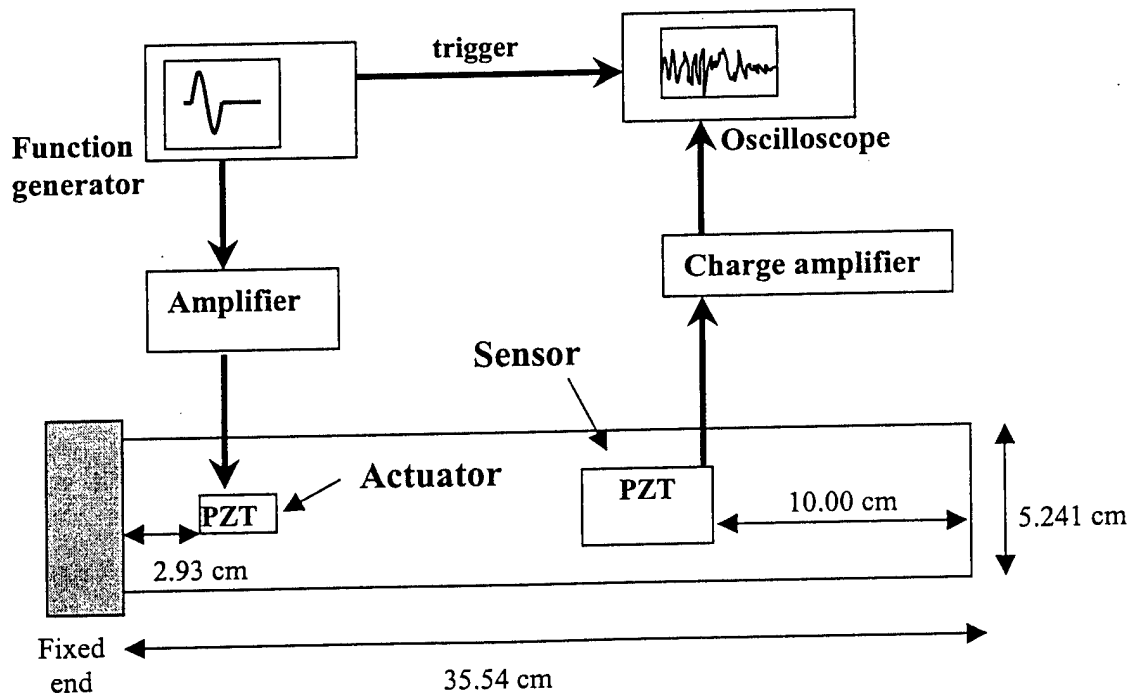 trigger
Function
generator
Oscilloscope
Amplifier
Charge amplifier
Sensor
Actuator
PZT
PZT
10.00 cm
5.241 cm
2.93 cm
Fixed
end
35.54 cm